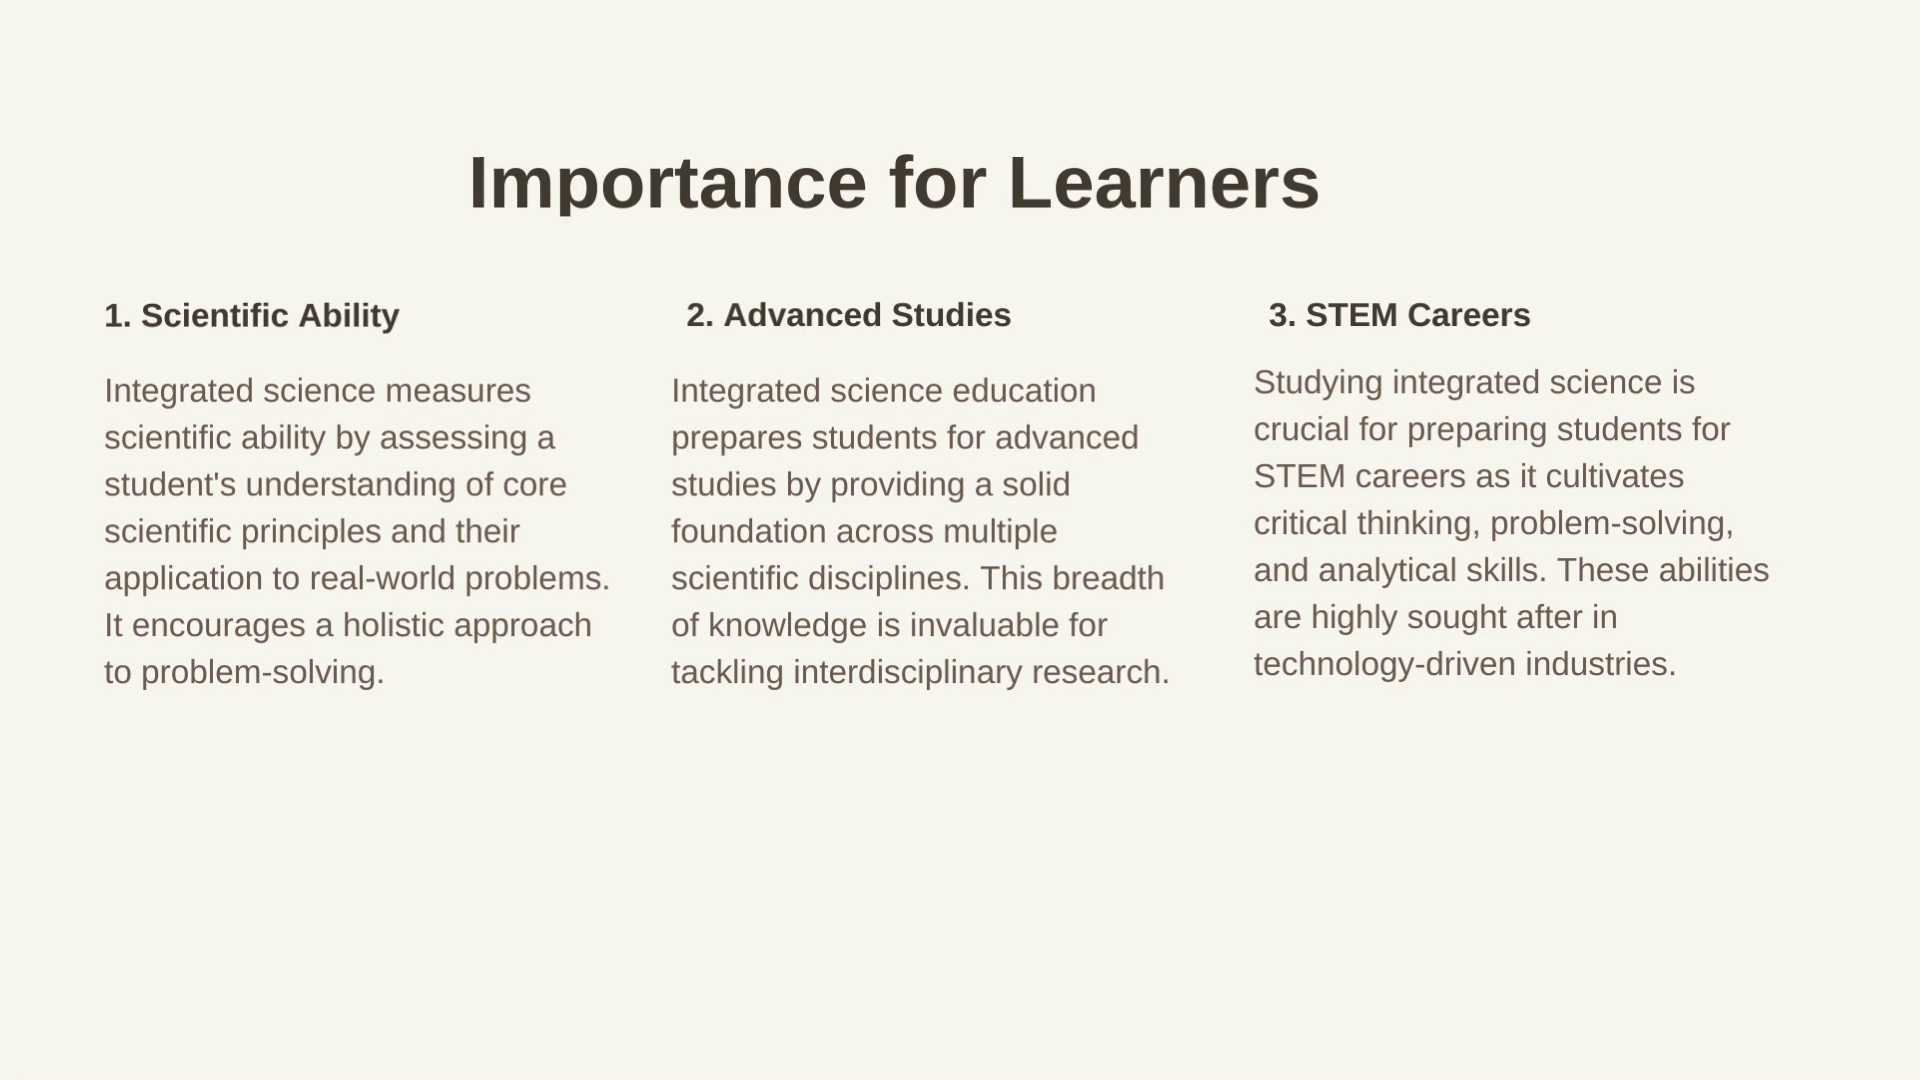 Importance for Learners
1. Scientific Ability
Integrated science measures
scientific ability by assessing a
student's understanding of core
scientific principles and their
application to real-world problems.
It encourages a holistic approach
to problem-solving.
2. Advanced Studies
Integrated science education
prepares students for advanced
studies by providing a solid
foundation across multiple
scientific disciplines. This breadth
of knowledge is invaluable for
tackling interdisciplinary research.
3. STEM Careers
Studying integrated science is
crucial for preparing students for
STEM careers as it cultivates
critical thinking, problem-solving,
and analytical skills. These abilities
are highly sought after in
technology-driven industries.